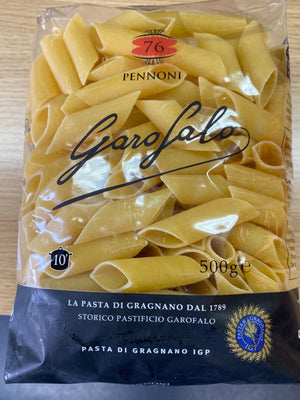 76
PENNONI
Garofalo
10'
500g e
LA PASTA DI GRAGNANO DAL 1789
STORICO PASTIFICIO GAROFALO
PASTA DI GRAGNANO IGP